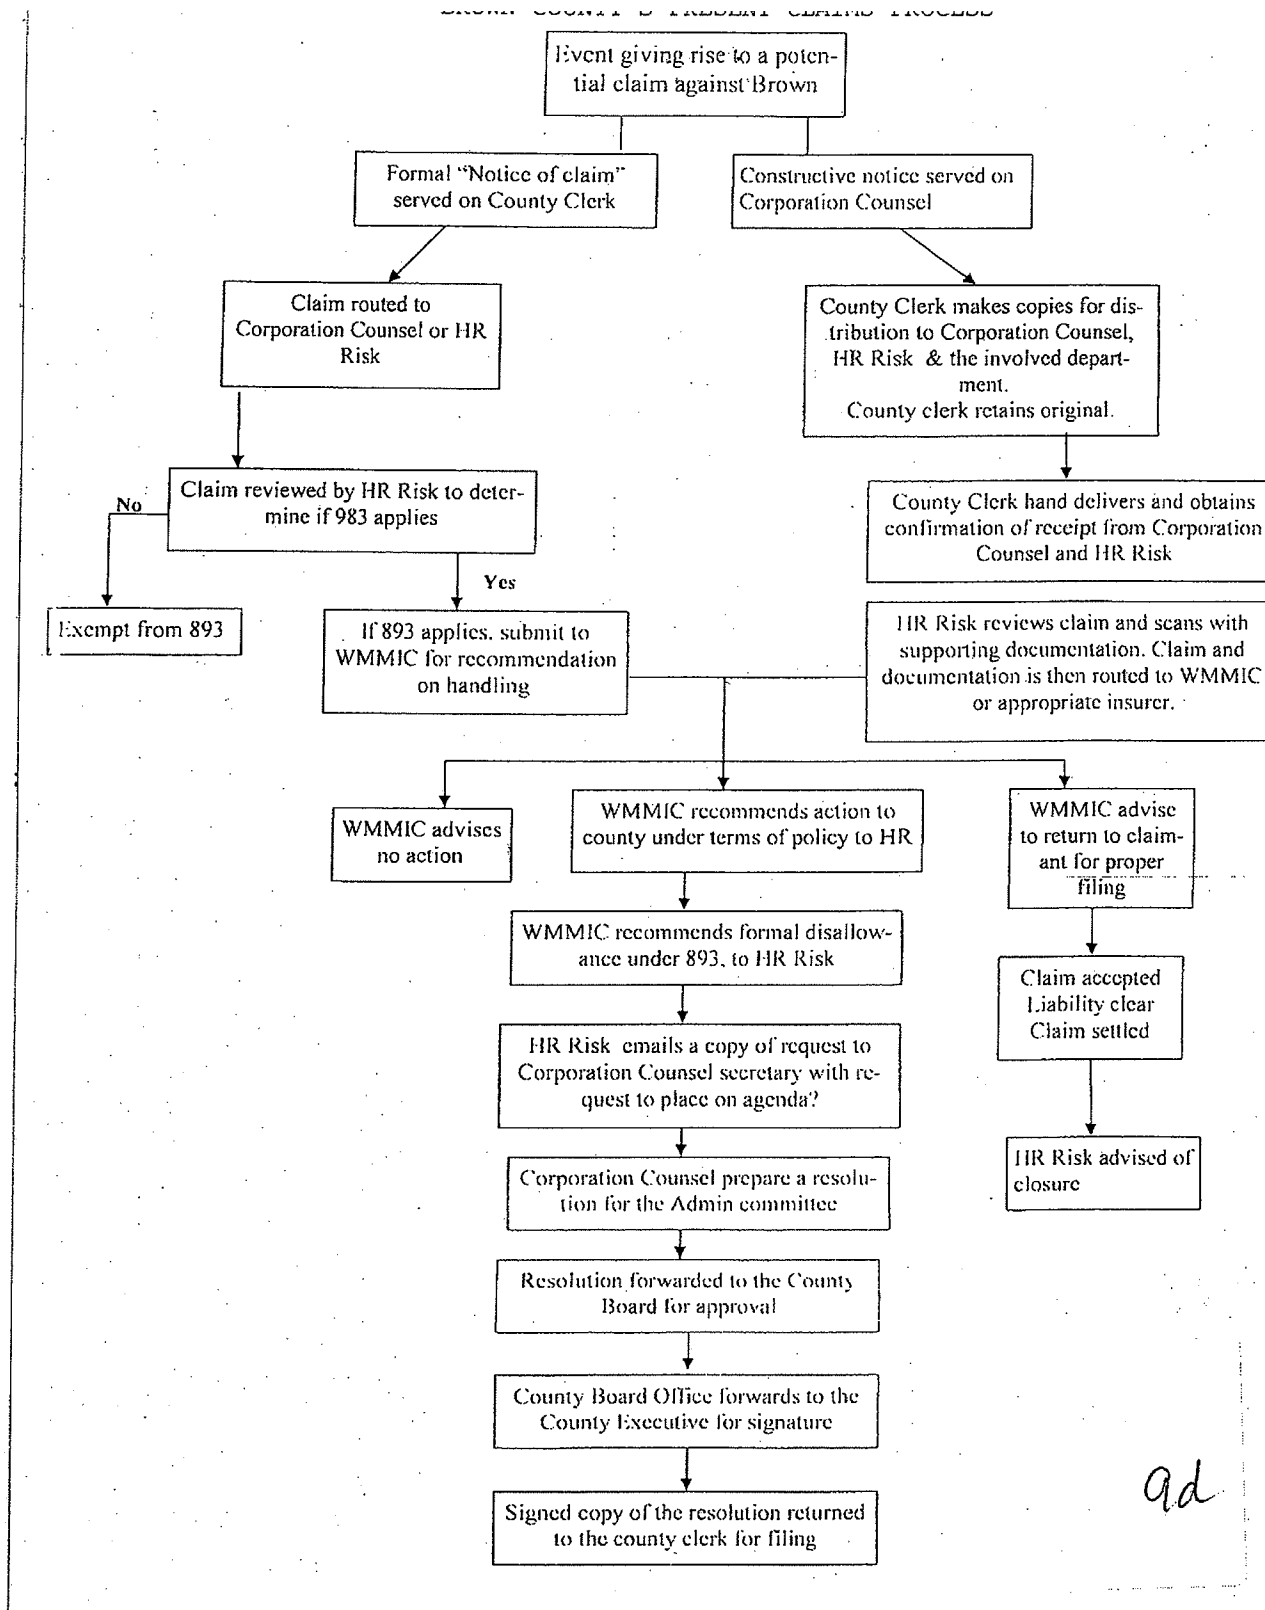 BROWN COUNTY'S PRESENT CLAIMS PROCESS
Event giving rise to a poten-
tial claim against Brown
Formal “Notice of claim”
served on County Clerk
Constructive notice served on
Corporation Counsel
Claim routed to
Corporation Counsel or HR
Risk
County Clerk makes copies for dis-
tribution to Corporation Counsel,
HR Risk & the involved depart-
ment.
County clerk retains original.
No
Claim reviewed by HR Risk to deter-
mine if 983 applies
County Clerk hand delivers and obtains
confirmation of receipt from Corporation
Counsel and HR Risk
Yes
Exempt from 893
If 893 applies, submit to
WMMIC for recommendation
on handling
HR Risk reviews claim and scans with
supporting documentation. Claim and
documentation is then routed to WMMIC
or appropriate insurer.
WMMIC advises
no action
WMMIC recommends action to
county under terms of policy to HR
WMMIC advise
to return to claim-
ant for proper
filing
WMMIC recommends formal disallow-
ance under 893, to HR Risk
Claim accepted
Liability clear
Claim settled
HR Risk emails a copy of request to
Corporation Counsel secretary with re-
quest to place on agenda?
HR Risk advised of
closure
Corporation Counsel prepare a resolu-
tion for the Admin committee
Resolution forwarded to the County
Board for approval
County Board Office forwards to the
County Executive for signature
Signed copy of the resolution returned
to the county clerk for filing
9d